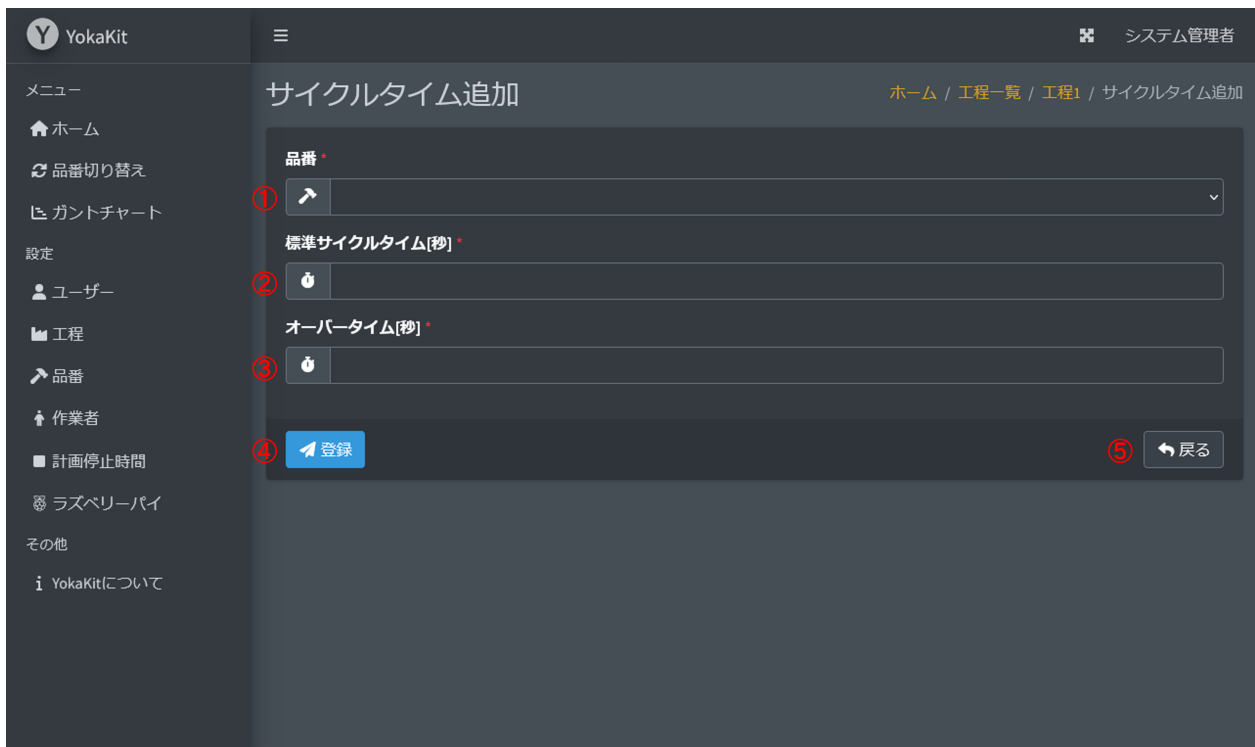 Y YokaKit
システム管理者
メニュー
ホーム
品番切り替え
ガントチャート
設定
ユーザー
工程
品番
作業者
計画停止時間
ラズベリーパイ
その他
YokaKitについて
サイクルタイム追加
ホーム / 工程一覧 / 工程1 / サイクルタイム追加
品番 *
①
標準サイクルタイム[秒] *
②
オーバータイム[秒] *
③
④ 登録
⑤ 戻る